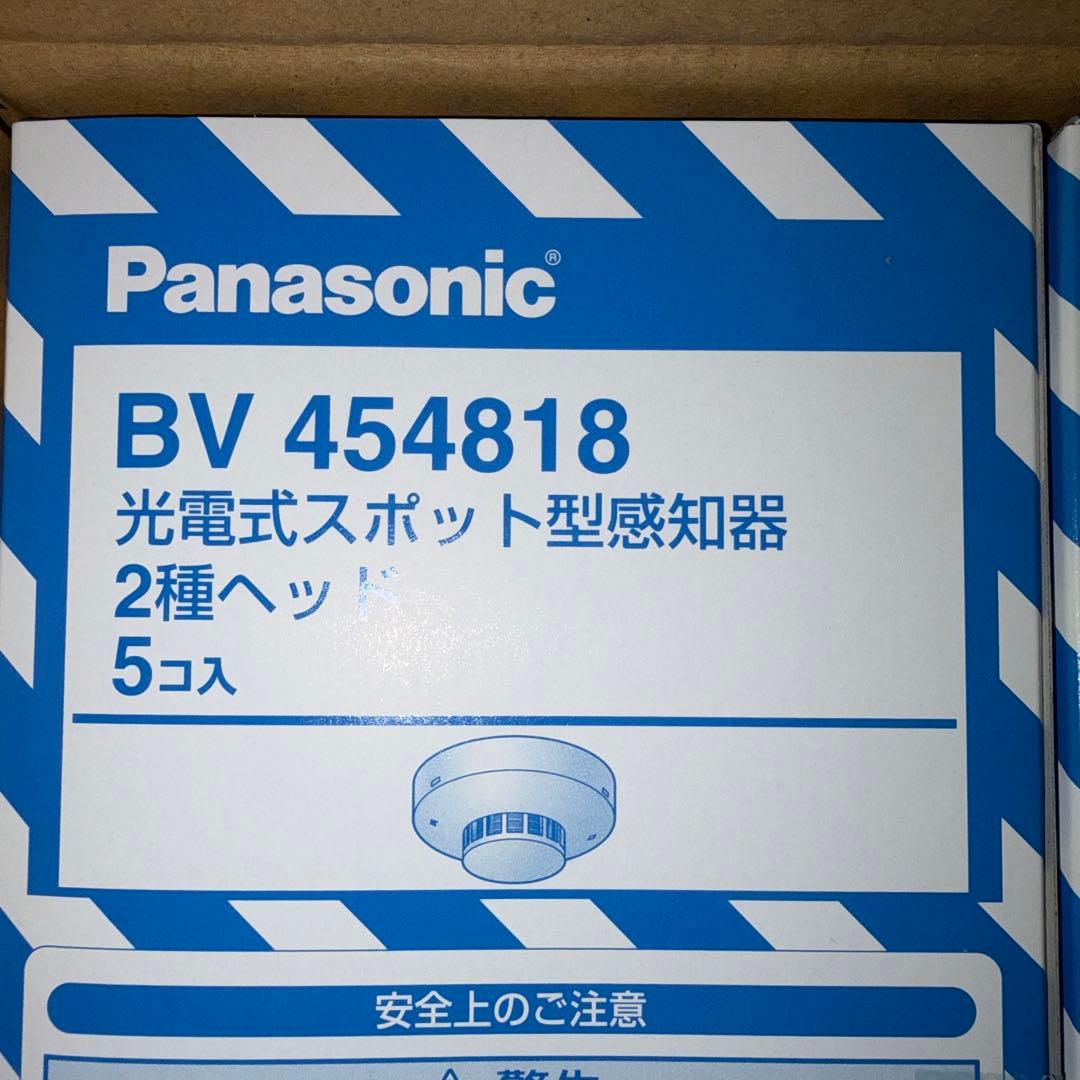 Panasonic®
BV 454818
光電式スポット型感知器
2種ヘッド
5コ入
安全上のご注意